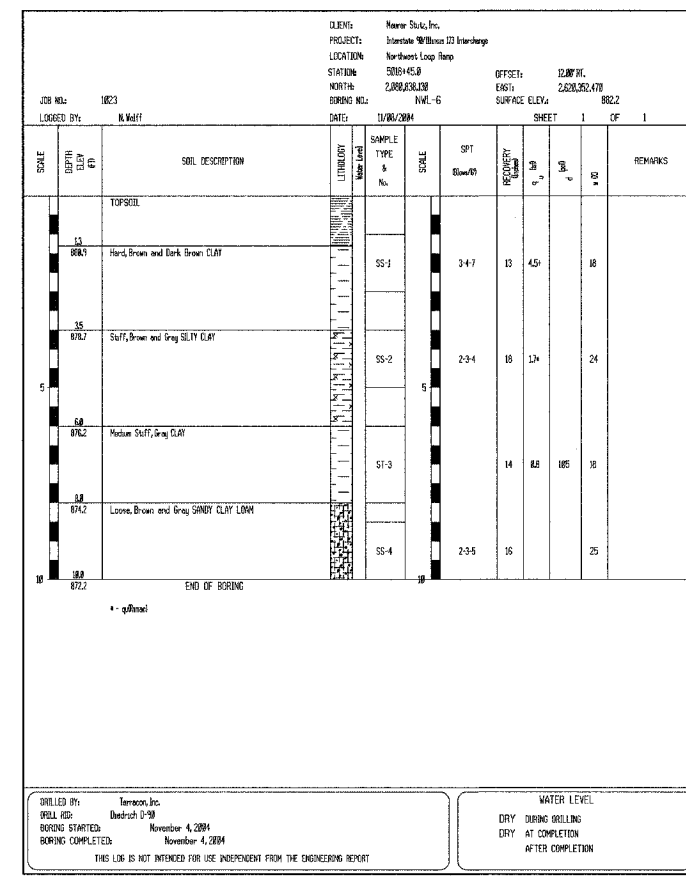 CLIENT: Maurer Stutz, Inc.
PROJECT: Interstate 90/Illinois 173 Interchange
LOCATION: Northwest Loop Ramp
STATION: 5016+45.0 OFFSET: 12.00' RT.
NORTH: 2,080,838.130 EAST: 2,620,352.470
JOB NO.: 1023 BORING NO.: NWL-6 SURFACE ELEV.: 882.2
LOGGED BY: N. Wolff DATE: 11/08/2004 SHEET 1 OF 1
SCALE DEPTH ELEV (FT) SOIL DESCRIPTION LITHOLOGY Water Level SAMPLE TYPE & No. SCALE SPT (Blows/6") RECOVERY (Inches) q u (tsf) d (pcf) w (%) REMARKS
TOPSOIL
1.3
880.9 Hard, Brown and Dark Brown CLAY
SS-1 3-4-7 13 4.5+ 18
3.5
878.7 Stiff, Brown and Gray SILTY CLAY
SS-2 2-3-4 18 1.7* 24
5 5
6.0
876.2 Medium Stiff, Gray CLAY
ST-3 14 0.8 105
8.0
874.2 Loose, Brown and Gray SANDY CLAY LOAM
SS-4 2-3-5 16 25
10 10.0 10
872.2 END OF BORING
* - qu(Rimac)
DRILLED BY: Terracon, Inc.
DRILL RIG: Diedrich D-90
BORING STARTED: November 4, 2004
BORING COMPLETED: November 4, 2004
THIS LOG IS NOT INTENDED FOR USE INDEPENDENT FROM THE ENGINEERING REPORT
WATER LEVEL
DRY DURING DRILLING
DRY AT COMPLETION
AFTER COMPLETION